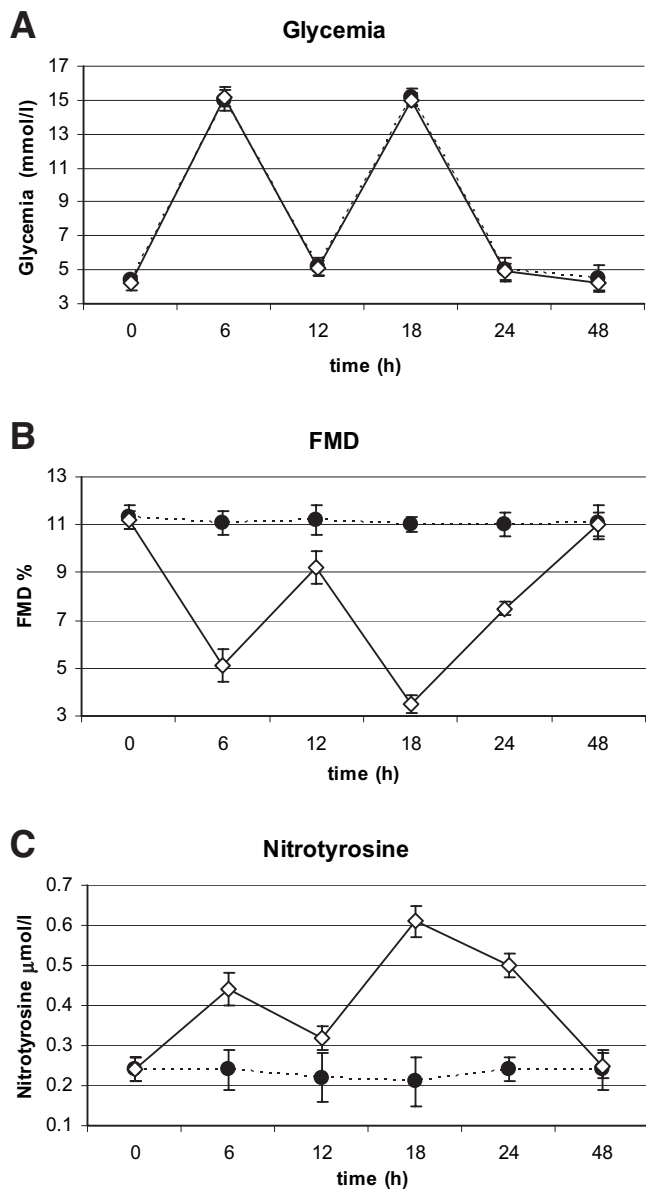 A
Glycemia
Glycemia (mmol/l)
17
15
13
11
9
7
5
3
0 6 12 18 24 48
time (h)
B
FMD
FMD %
13
11
9
7
5
3
0 6 12 18 24 48
time (h)
C
Nitrotyrosine
Nitrotyrosine μmol/l
0.7
0.6
0.5
0.4
0.3
0.2
0.1
0 6 12 18 24 48
time (h)